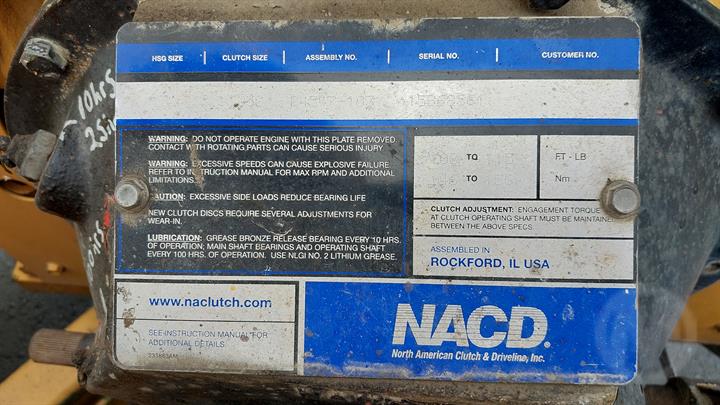 HSG SIZE CLUTCH SIZE ASSEMBLY NO. SERIAL NO. CUSTOMER NO.
WARNING: DO NOT OPERATE ENGINE WITH THIS PLATE REMOVED.
CONTACT WITH ROTATING PARTS CAN CAUSE SERIOUS INJURY.
WARNING: EXCESSIVE SPEEDS CAN CAUSE EXPLOSIVE FAILURE.
REFER TO INSTRUCTION MANUAL FOR MAX RPM AND ADDITIONAL
LIMITATIONS.
CAUTION: EXCESSIVE SIDE LOADS REDUCE BEARING LIFE
NEW CLUTCH DISCS REQUIRE SEVERAL ADJUSTMENTS FOR
WEAR-IN.
LUBRICATION: GREASE BRONZE RELEASE BEARING EVERY 10 HRS.
OF OPERATION; MAIN SHAFT BEARINGS AND OPERATING SHAFT
EVERY 100 HRS. OF OPERATION. USE NLGI NO. 2 LITHIUM GREASE.
TQ FT - LB
TO Nm
CLUTCH ADJUSTMENT: ENGAGEMENT TORQUE
AT CLUTCH OPERATING SHAFT MUST BE MAINTAINED
BETWEEN THE ABOVE SPECS.
ASSEMBLED IN
ROCKFORD, IL USA
www.naclutch.com
SEE INSTRUCTION MANUAL FOR
ADDITIONAL DETAILS.
NACD®
North American Clutch & Driveline, Inc.
10hrs